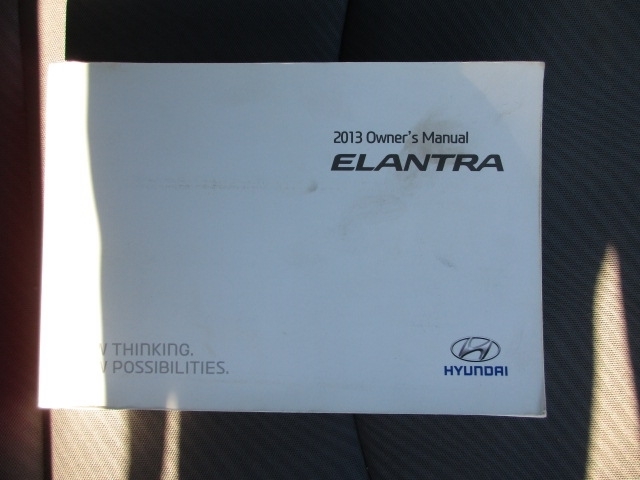 2013 Owner's Manual
ELANTRA
THINKING.
POSSIBILITIES.
HYUNDAI